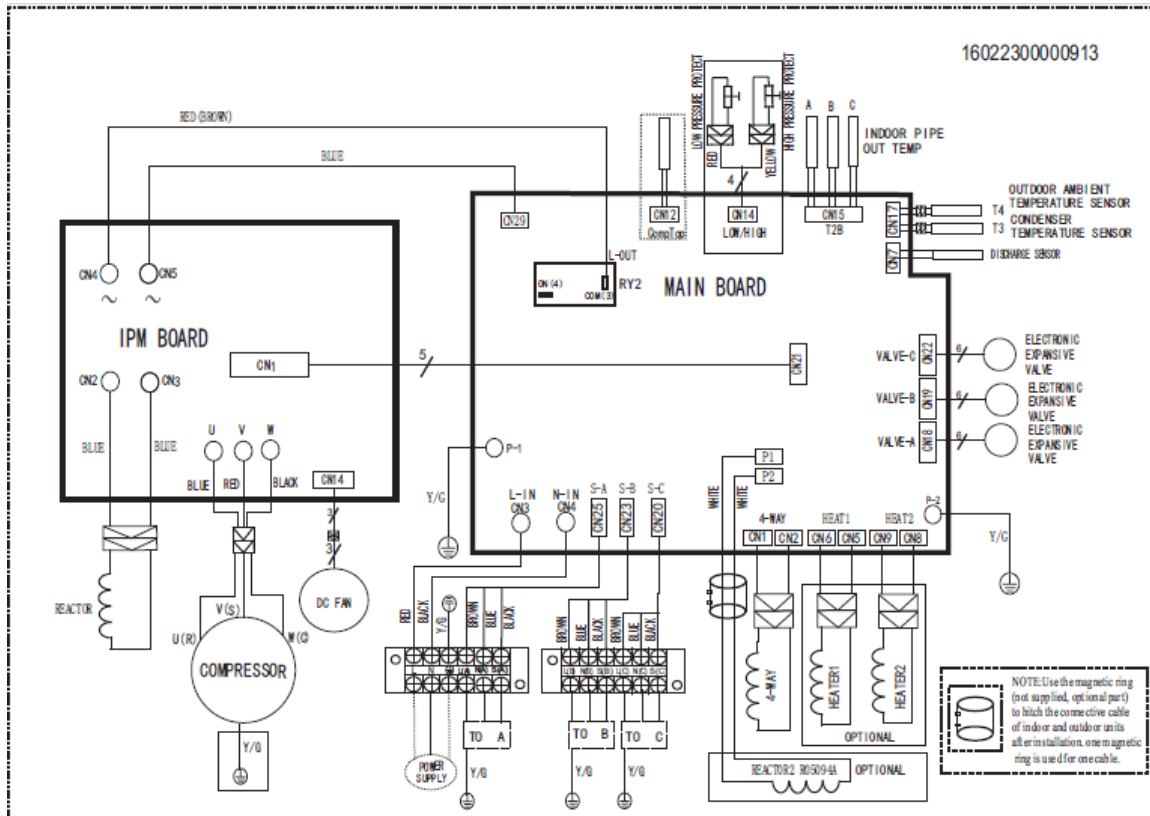 16022300000913
RED(BROWN)
BLUE
LOW PRESSURE PROTECT
HIGH PRESSURE PROTECT
RED
YELLOW
4
A B C
INDOOR PIPE
OUT TEMP
CN12
CompTop
CN14
LOW/HIGH
CN15
T2B
CN17
T4
OUTDOOR AMBIENT
TEMPERATURE SENSOR
T3
CONDENSER
TEMPERATURE SENSOR
CN7
DISCHARGE SENSOR
CN29
L-OUT
ON(4)
COM(3)
RY2
MAIN BOARD
CN4
CN5
IPM BOARD
CN1
5
CN21
CN2
CN3
BLUE
BLUE
U V W
BLUE
RED
BLACK
CN14
3
3
DC FAN
REACTOR
V(S)
U(R)
W(C)
COMPRESSOR
Y/G
VALVE-C
CN22
6
ELECTRONIC
EXPANSIVE
VALVE
VALVE-B
CN19
6
ELECTRONIC
EXPANSIVE
VALVE
VALVE-A
CN18
6
ELECTRONIC
EXPANSIVE
VALVE
P-1
Y/G
L-IN
CN3
N-IN
CN4
S-A
CN25
S-B
CN23
S-C
CN20
P1
P2
WHITE
WHITE
4-WAY
CN1 CN2
HEAT1
CN6 CN5
HEAT2
CN9 CN8
P-2
Y/G
RED
BLACK
Y/G
BROWN
BLUE
BLACK
BROWN
BLUE
BLACK
BROWN
BLUE
BLACK
L N L(A) N(A) S(A)
L(B) N(B) S(B) L(C) N(C) S(C)
POWER
SUPPLY
TO A
TO B
TO C
Y/G
Y/G
Y/G
4-WAY
HEATER1
HEATER2
OPTIONAL
REACTOR2 R05094A
OPTIONAL
NOTE:Use the magnetic ring
(not supplied, optional part)
to hitch the connective cable
of indoor and outdoor units
after installation. one magnetic
ring is used for one cable.